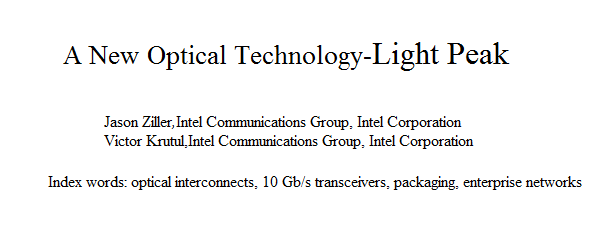 A New Optical Technology-Light Peak
Jason Ziller,Intel Communications Group, Intel Corporation
Victor Krutul,Intel Communications Group, Intel Corporation
Index words: optical interconnects, 10 Gb/s transceivers, packaging, enterprise networks